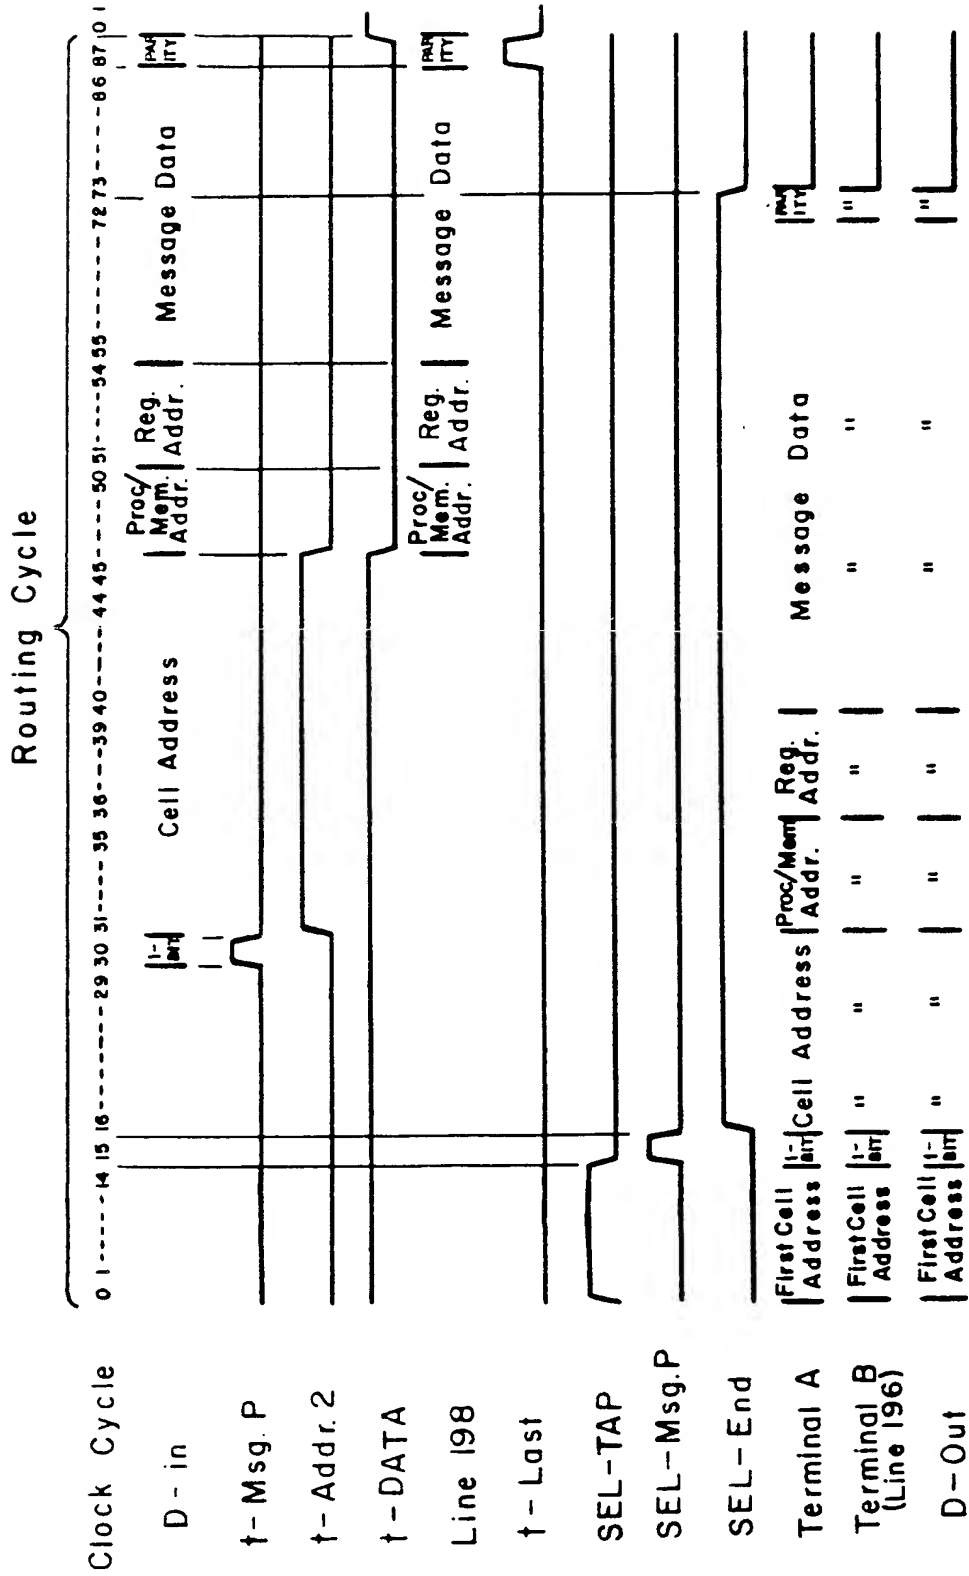 Routing Cycle
Clock Cycle 0 1-----14 15 16------29 30 31----35 36---39 40----44 45---50 51---54 55------72 73----86 87 0 1
D-in 1-BIT Cell Address Proc/Mem. Addr. Reg. Addr. Message Data PARITY
t-Msg. P
t-Addr. 2
t-DATA
Line 198 Proc/Mem. Addr. Reg. Addr. Message Data PARITY
t-Last
SEL-TAP
SEL-Msg. P
SEL-End
Terminal A First Cell Address 1-BIT Cell Address Proc/Mem Addr. Reg. Addr. Message Data PARITY
Terminal B (Line 196) First Cell Address 1-BIT " " " " " " "
D-Out First Cell Address 1-BIT " " " " " " "